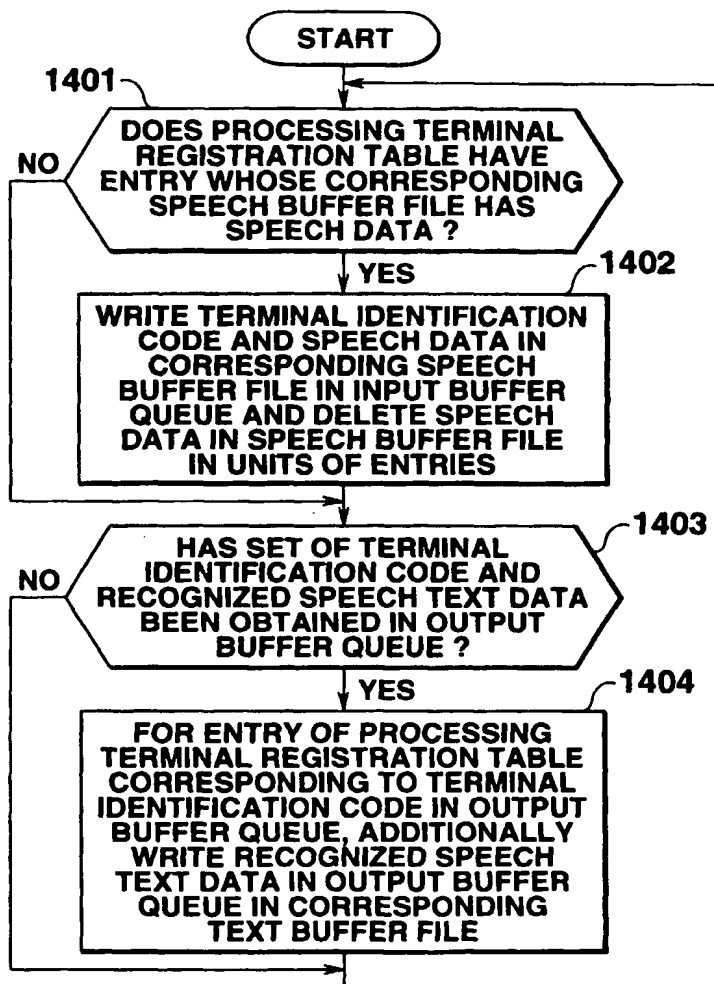 START
1401
DOES PROCESSING TERMINAL
REGISTRATION TABLE HAVE
ENTRY WHOSE CORRESPONDING
SPEECH BUFFER FILE HAS
SPEECH DATA ?
NO
YES
1402
WRITE TERMINAL IDENTIFICATION
CODE AND SPEECH DATA IN
CORRESPONDING SPEECH
BUFFER FILE IN INPUT BUFFER
QUEUE AND DELETE SPEECH
DATA IN SPEECH BUFFER FILE
IN UNITS OF ENTRIES
1403
HAS SET OF TERMINAL
IDENTIFICATION CODE AND
RECOGNIZED SPEECH TEXT DATA
BEEN OBTAINED IN OUTPUT
BUFFER QUEUE ?
NO
YES
1404
FOR ENTRY OF PROCESSING
TERMINAL REGISTRATION TABLE
CORRESPONDING TO TERMINAL
IDENTIFICATION CODE IN OUTPUT
BUFFER QUEUE, ADDITIONALLY
WRITE RECOGNIZED SPEECH
TEXT DATA IN OUTPUT BUFFER
QUEUE IN CORRESPONDING
TEXT BUFFER FILE